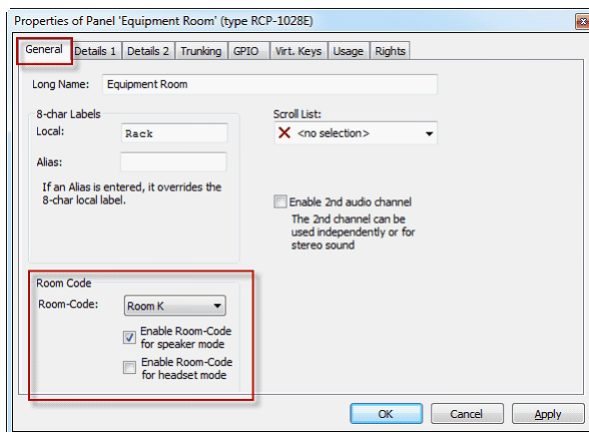 Properties of Panel 'Equipment Room' (type RCP-1028E)
General Details 1 Details 2 Trunking GPIO Virt. Keys Usage Rights
Long Name: Equipment Room
8-char Labels
Local: Rack
Alias:
If an Alias is entered, it overrides the
8-char local label.
Scroll List:
<no selection>
Enable 2nd audio channel
The 2nd channel can be
used independently or for
stereo sound
Room Code
Room-Code: Room K
Enable Room-Code
for speaker mode
Enable Room-Code
for headset mode
OK Cancel Apply